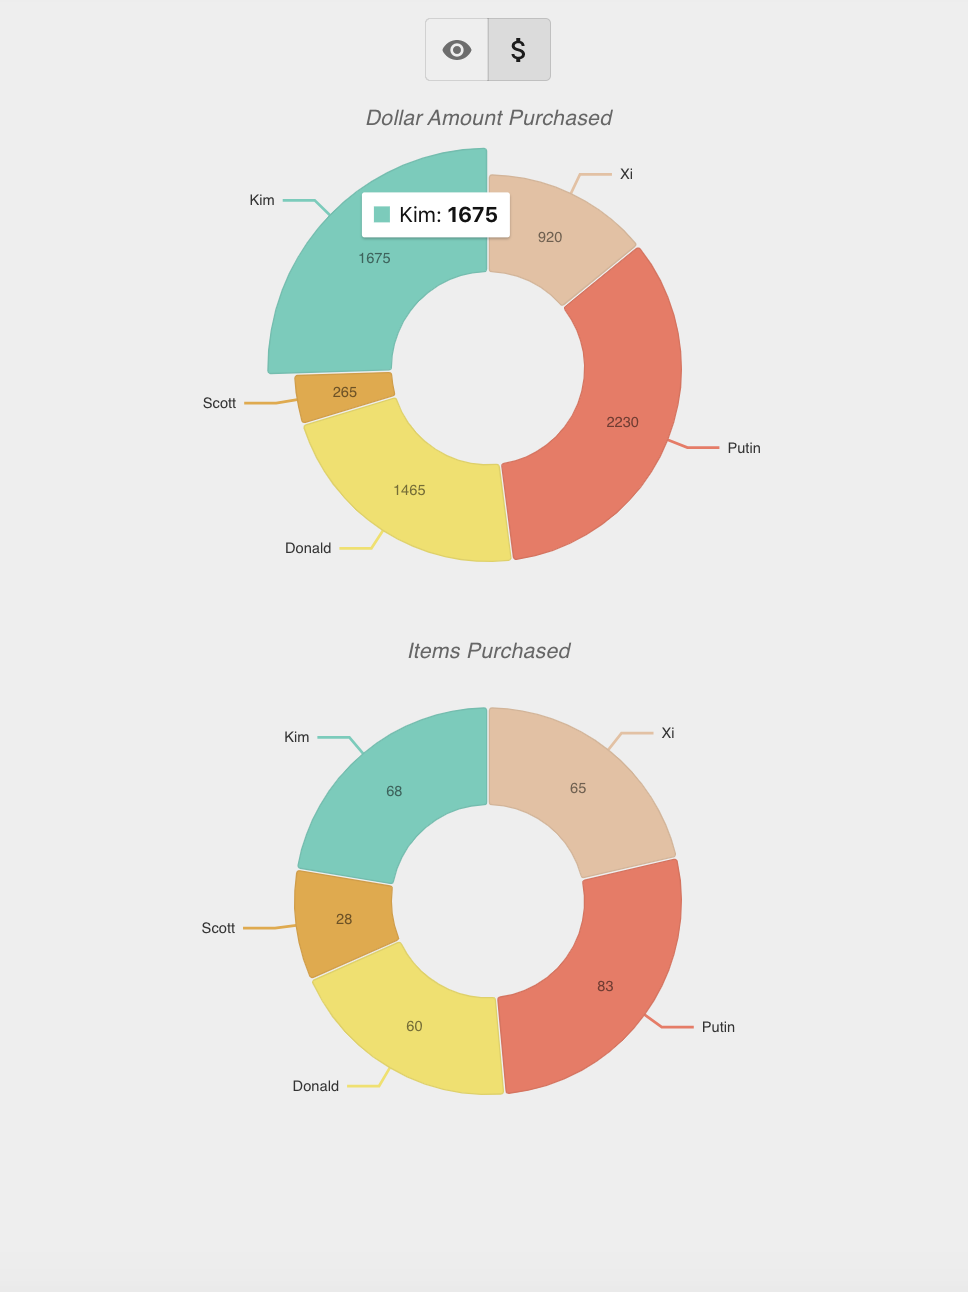 $
Dollar Amount Purchased
Xi
Kim
Kim: 1675
920
1675
265
Scott
2230
Putin
1465
Donald
Items Purchased
Kim
Xi
68
65
28
Scott
83
60
Putin
Donald